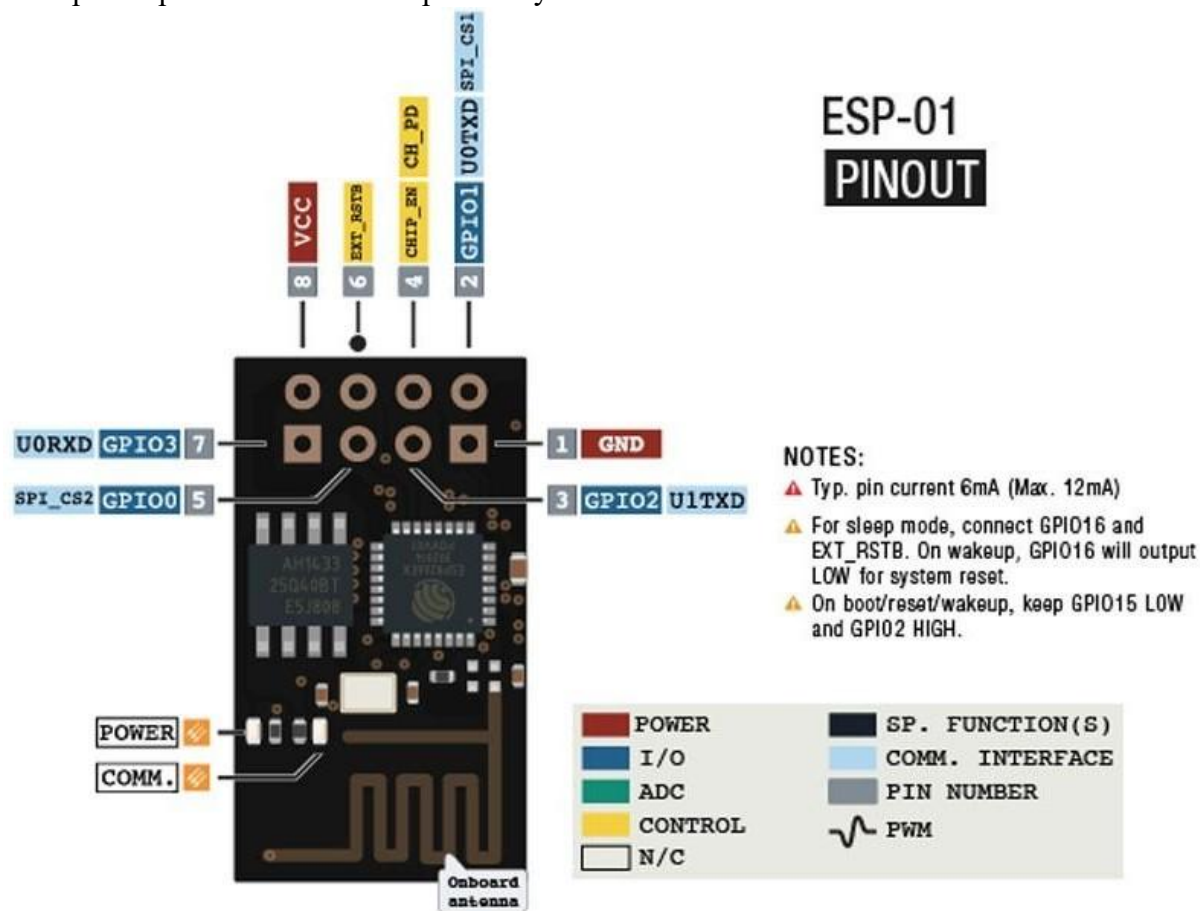 ESP-01
PINOUT
8 VCC
6 EXT_RSTB
4 CHIP_EN CH_PD
2 GPIO1 U0TXD SPI_CS1
U0RXD GPIO3 7
SPI_CS2 GPIO0 5
1 GND
3 GPIO2 U1TXD
AH1433
25Q40BT
E5J808
POWER
COMM.
Onboard
antenna
NOTES:
Typ. pin current 6mA (Max. 12mA)
For sleep mode, connect GPIO16 and
EXT_RSTB. On wakeup, GPIO16 will output
LOW for system reset.
On boot/reset/wakeup, keep GPIO15 LOW
and GPIO2 HIGH.
POWER
I/O
ADC
CONTROL
N/C
SP. FUNCTION(S)
COMM. INTERFACE
PIN NUMBER
PWM